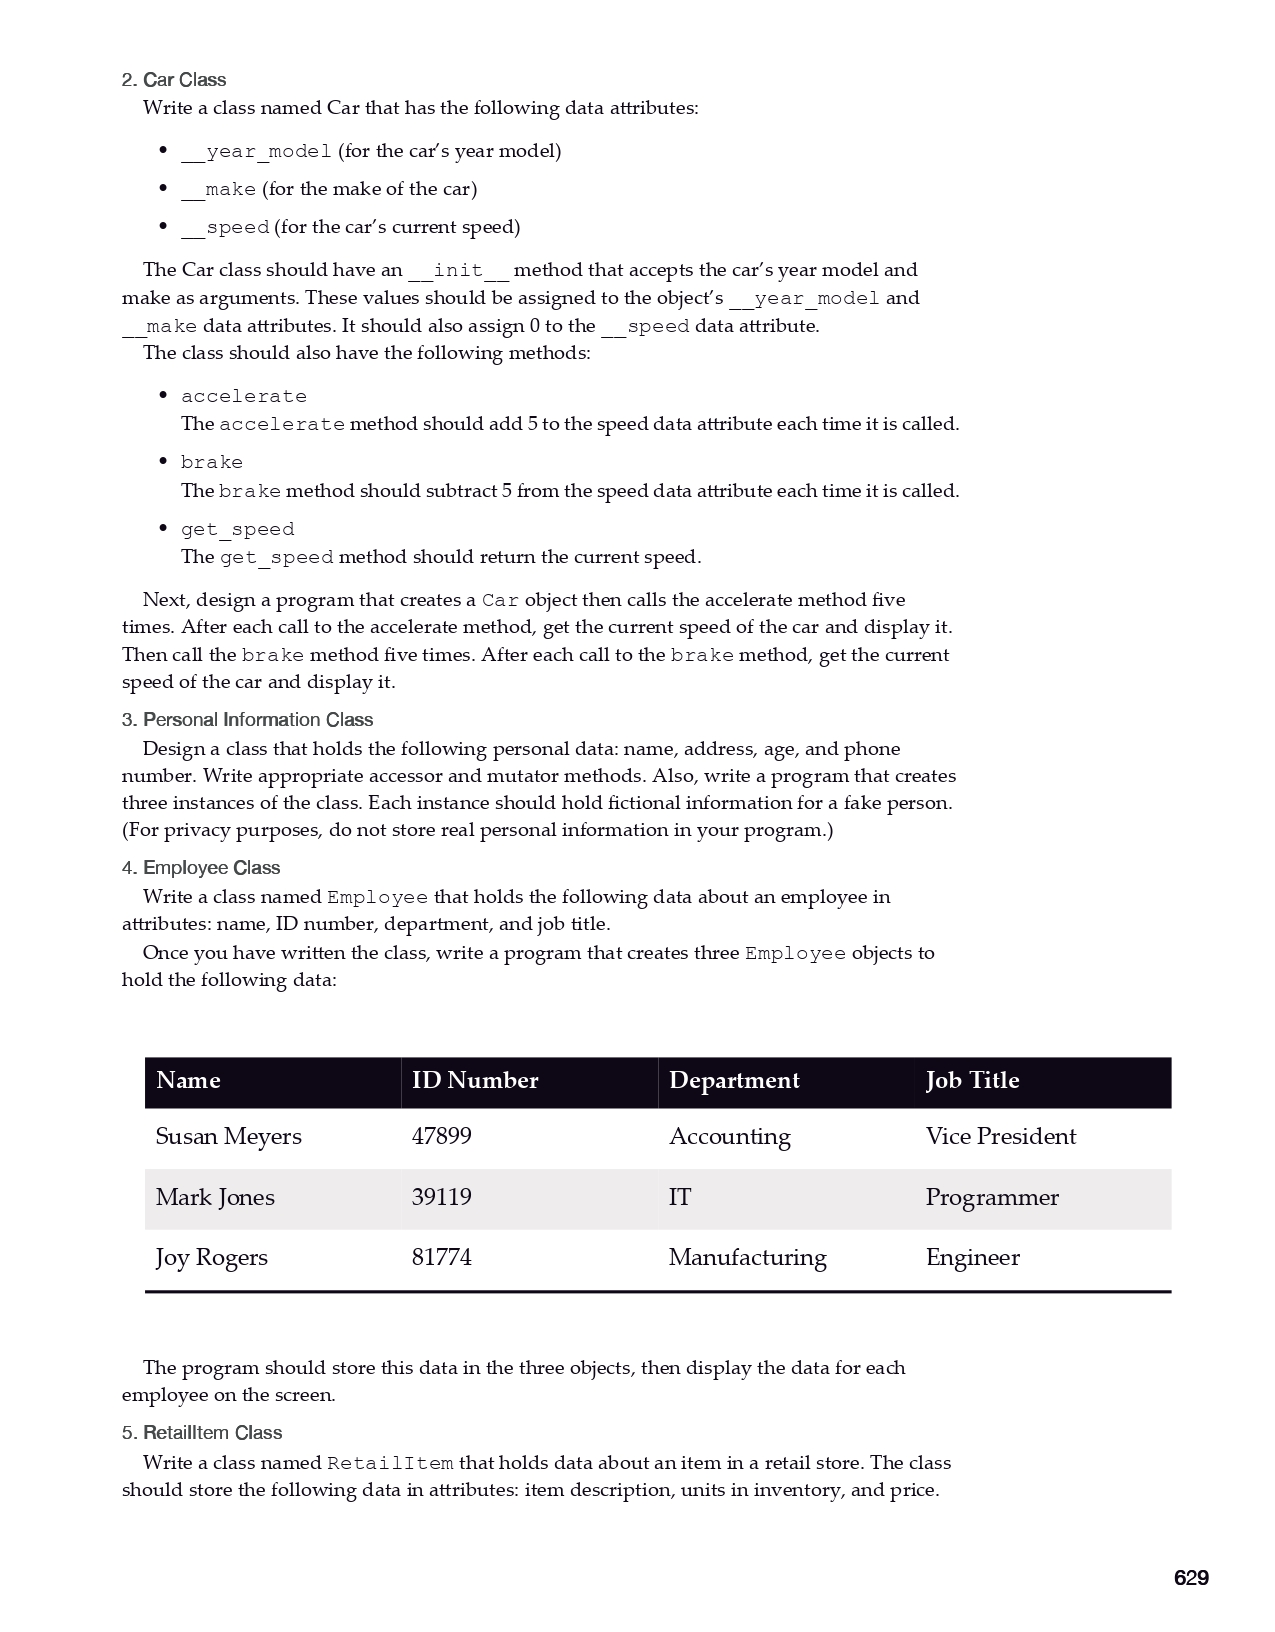 2. Car Class
Write a class named Car that has the following data attributes:
• __year_model (for the car’s year model)
• __make (for the make of the car)
• __speed (for the car’s current speed)
The Car class should have an __init__ method that accepts the car’s year model and
make as arguments. These values should be assigned to the object’s __year_model and
__make data attributes. It should also assign 0 to the __speed data attribute.
The class should also have the following methods:
• accelerate
The accelerate method should add 5 to the speed data attribute each time it is called.
• brake
The brake method should subtract 5 from the speed data attribute each time it is called.
• get_speed
The get_speed method should return the current speed.
Next, design a program that creates a Car object then calls the accelerate method five
times. After each call to the accelerate method, get the current speed of the car and display it.
Then call the brake method five times. After each call to the brake method, get the current
speed of the car and display it.
3. Personal Information Class
Design a class that holds the following personal data: name, address, age, and phone
number. Write appropriate accessor and mutator methods. Also, write a program that creates
three instances of the class. Each instance should hold fictional information for a fake person.
(For privacy purposes, do not store real personal information in your program.)
4. Employee Class
Write a class named Employee that holds the following data about an employee in
attributes: name, ID number, department, and job title.
Once you have written the class, write a program that creates three Employee objects to
hold the following data:
Name ID Number Department Job Title
Susan Meyers 47899 Accounting Vice President
Mark Jones 39119 IT Programmer
Joy Rogers 81774 Manufacturing Engineer
The program should store this data in the three objects, then display the data for each
employee on the screen.
5. RetailItem Class
Write a class named RetailItem that holds data about an item in a retail store. The class
should store the following data in attributes: item description, units in inventory, and price.
629